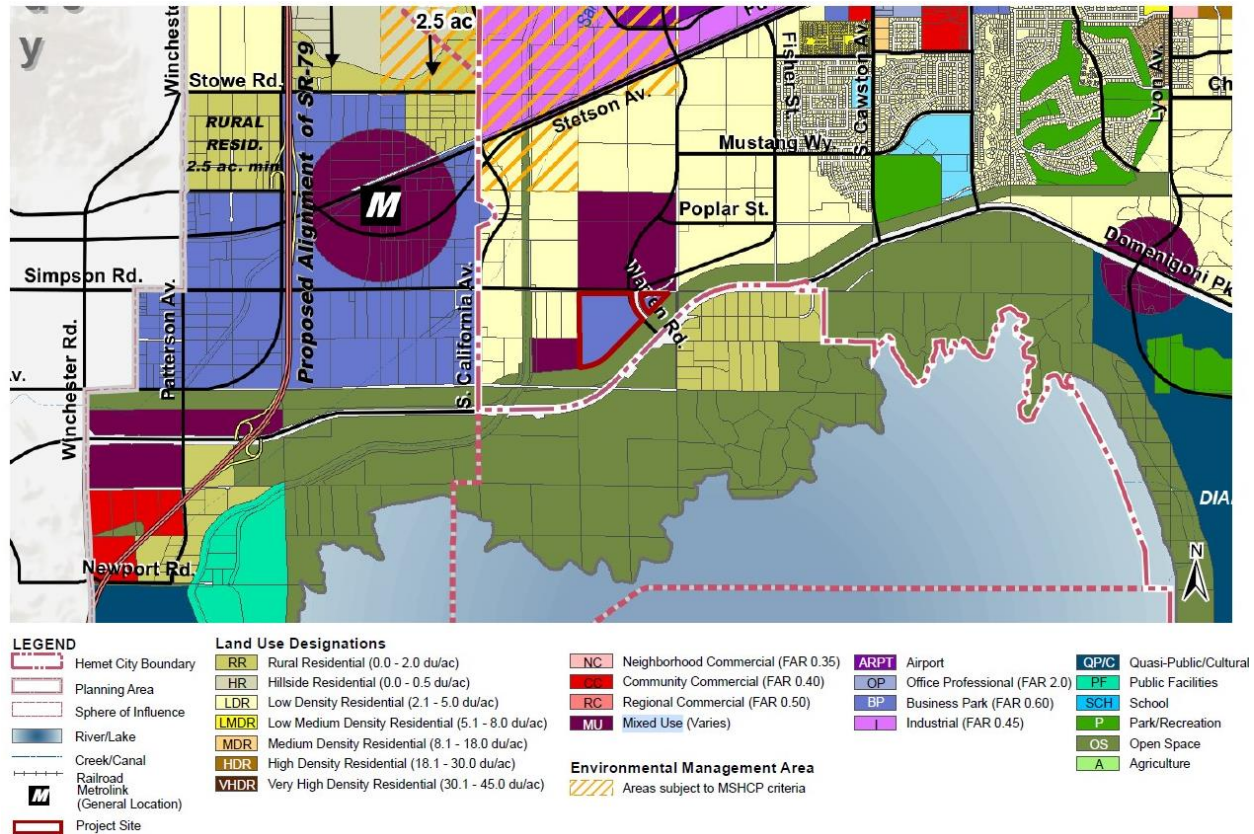 y
2.5 ac
Winchester
Stowe Rd.
RURAL
RESID.
2.5 ac. min
Proposed Alignment of SR-79
Stetson Av.
Fisher St.
S. Cawston Av.
Lyon Av.
Ch
Mustang Wy.
M
Poplar St.
Simpson Rd.
Warren Rd.
Domenigoni Pk
Patterson Av.
S. California Av.
Winchester Rd.
v.
Newport Rd.
DIA
N
LEGEND
Hemet City Boundary
Planning Area
Sphere of Influence
River/Lake
Creek/Canal
Railroad
M
Metrolink
(General Location)
Project Site
Land Use Designations
RR Rural Residential (0.0 - 2.0 du/ac)
HR Hillside Residential (0.0 - 0.5 du/ac)
LDR Low Density Residential (2.1 - 5.0 du/ac)
LMDR Low Medium Density Residential (5.1 - 8.0 du/ac)
MDR Medium Density Residential (8.1 - 18.0 du/ac)
HDR High Density Residential (18.1 - 30.0 du/ac)
VHDR Very High Density Residential (30.1 - 45.0 du/ac)
NC Neighborhood Commercial (FAR 0.35)
CC Community Commercial (FAR 0.40)
RC Regional Commercial (FAR 0.50)
MU Mixed Use (Varies)
Environmental Management Area
Areas subject to MSHCP criteria
ARPT Airport
OP Office Professional (FAR 2.0)
BP Business Park (FAR 0.60)
I Industrial (FAR 0.45)
QP/C Quasi-Public/Cultural
PF Public Facilities
SCH School
P Park/Recreation
OS Open Space
A Agriculture